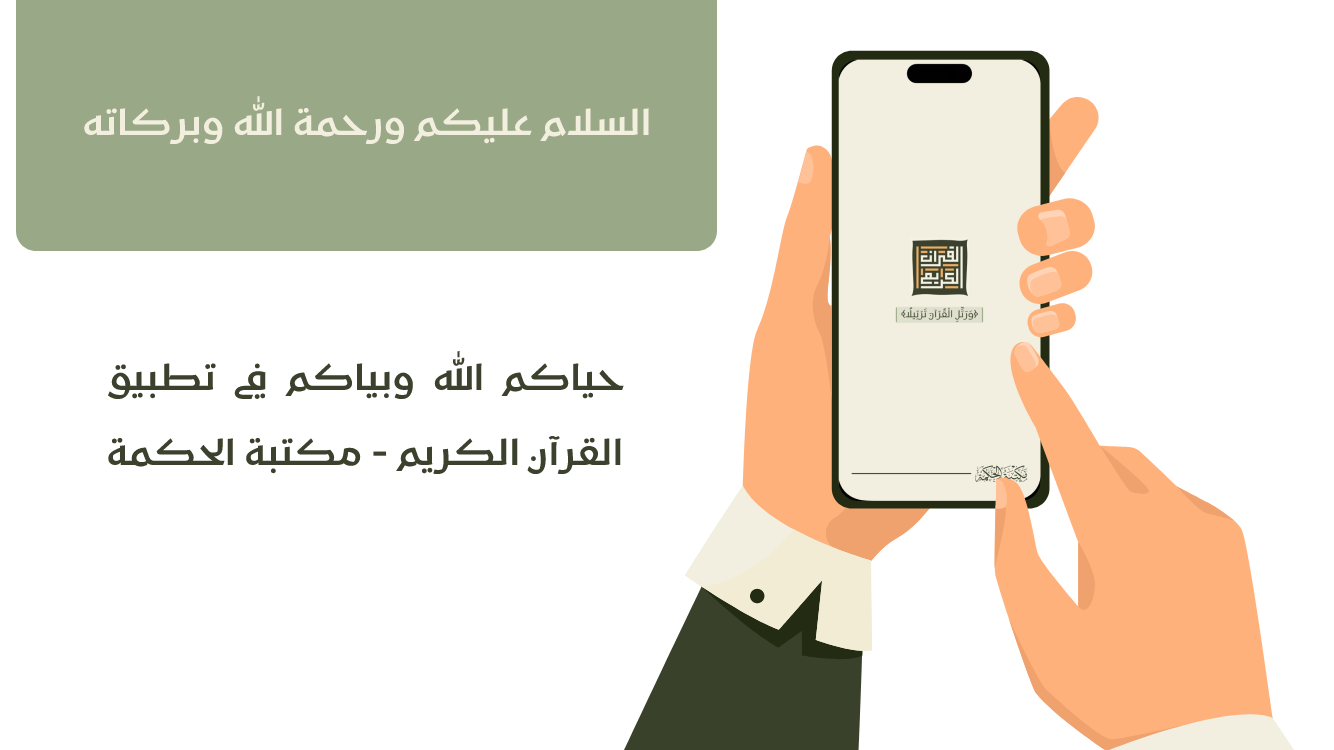 السلام عليكم ورحمة الله وبركاته
حياكم الله وبياكم في تطبيق
القرآن الكريم - مكتبة الحكمة
القرآن
الكريم
﴿وَرَتِّلِ الْقُرْآنَ تَرْتِيلًا﴾
مكتبة الحكمة